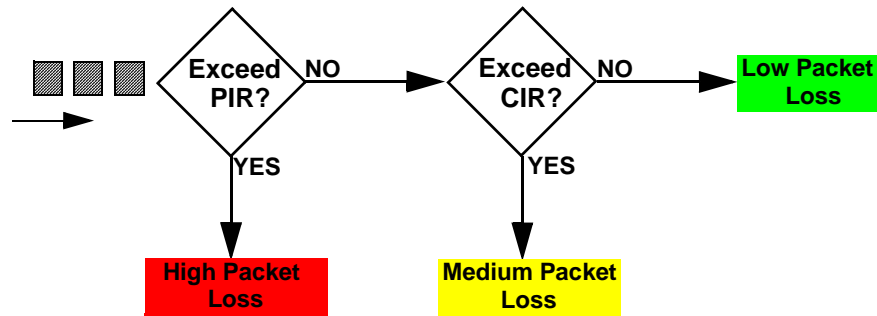 Exceed
PIR?
NO
Exceed
CIR?
NO
Low Packet
Loss
YES
YES
High Packet
Loss
Medium Packet
Loss